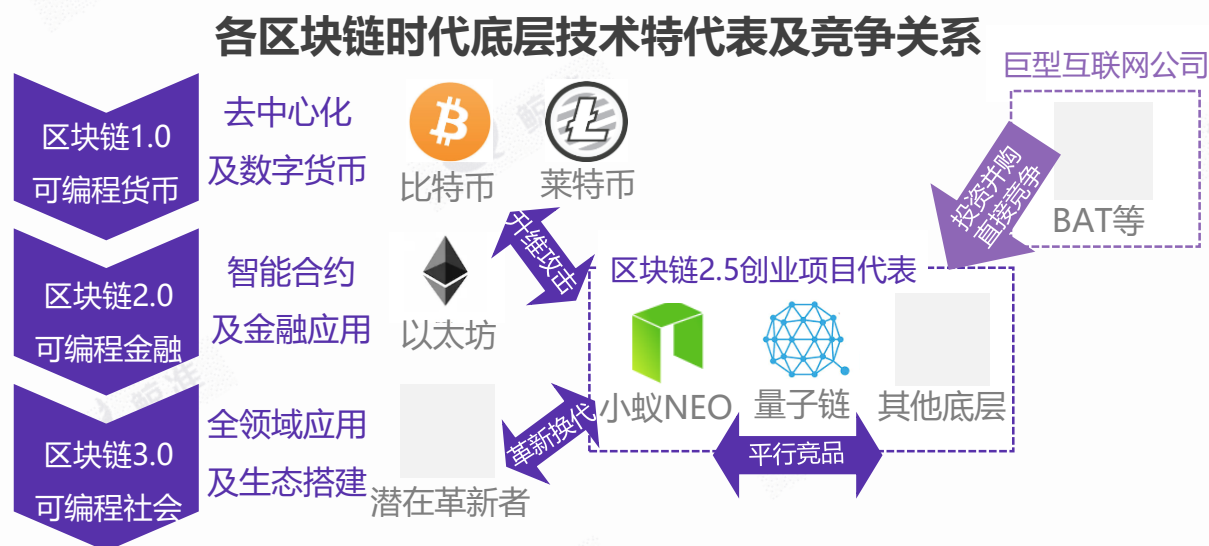 各区块链时代底层技术特代表及竞争关系
巨型互联网公司
区块链1.0
可编程货币
去中心化
及数字货币
比特币
莱特币
投资并购
直接竞争
BAT等
升维攻击
区块链2.0
可编程金融
智能合约
及金融应用
以太坊
区块链2.5创业项目代表
小蚁NEO
量子链
其他底层
平行竞品
革新换代
区块链3.0
可编程社会
全领域应用
及生态搭建
潜在革新者
鲸准